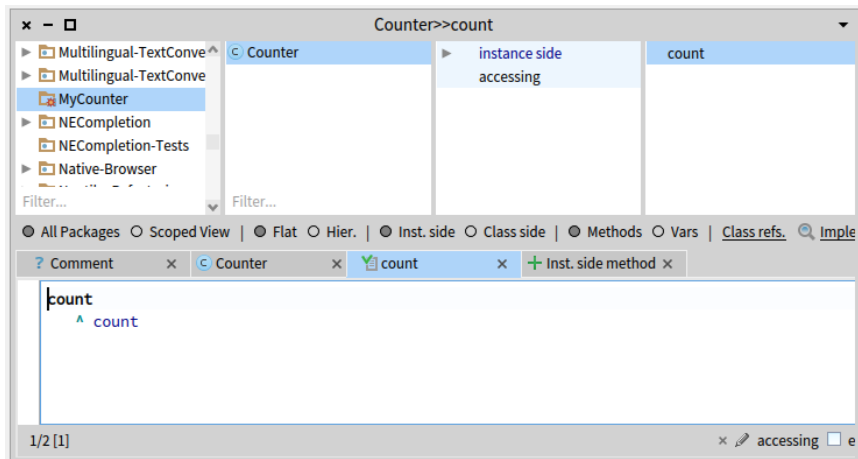 Counter>>count
Multilingual-TextConve
Multilingual-TextConve
MyCounter
NECompletion
NECompletion-Tests
Native-Browser
Filter...
Counter
Filter...
instance side
accessing
count
All Packages Scoped View | Flat Hier. | Inst. side Class side | Methods Vars | Class refs. Imple
? Comment × C Counter × count × + Inst. side method ×
count
^ count
1/2 [1] × accessing e